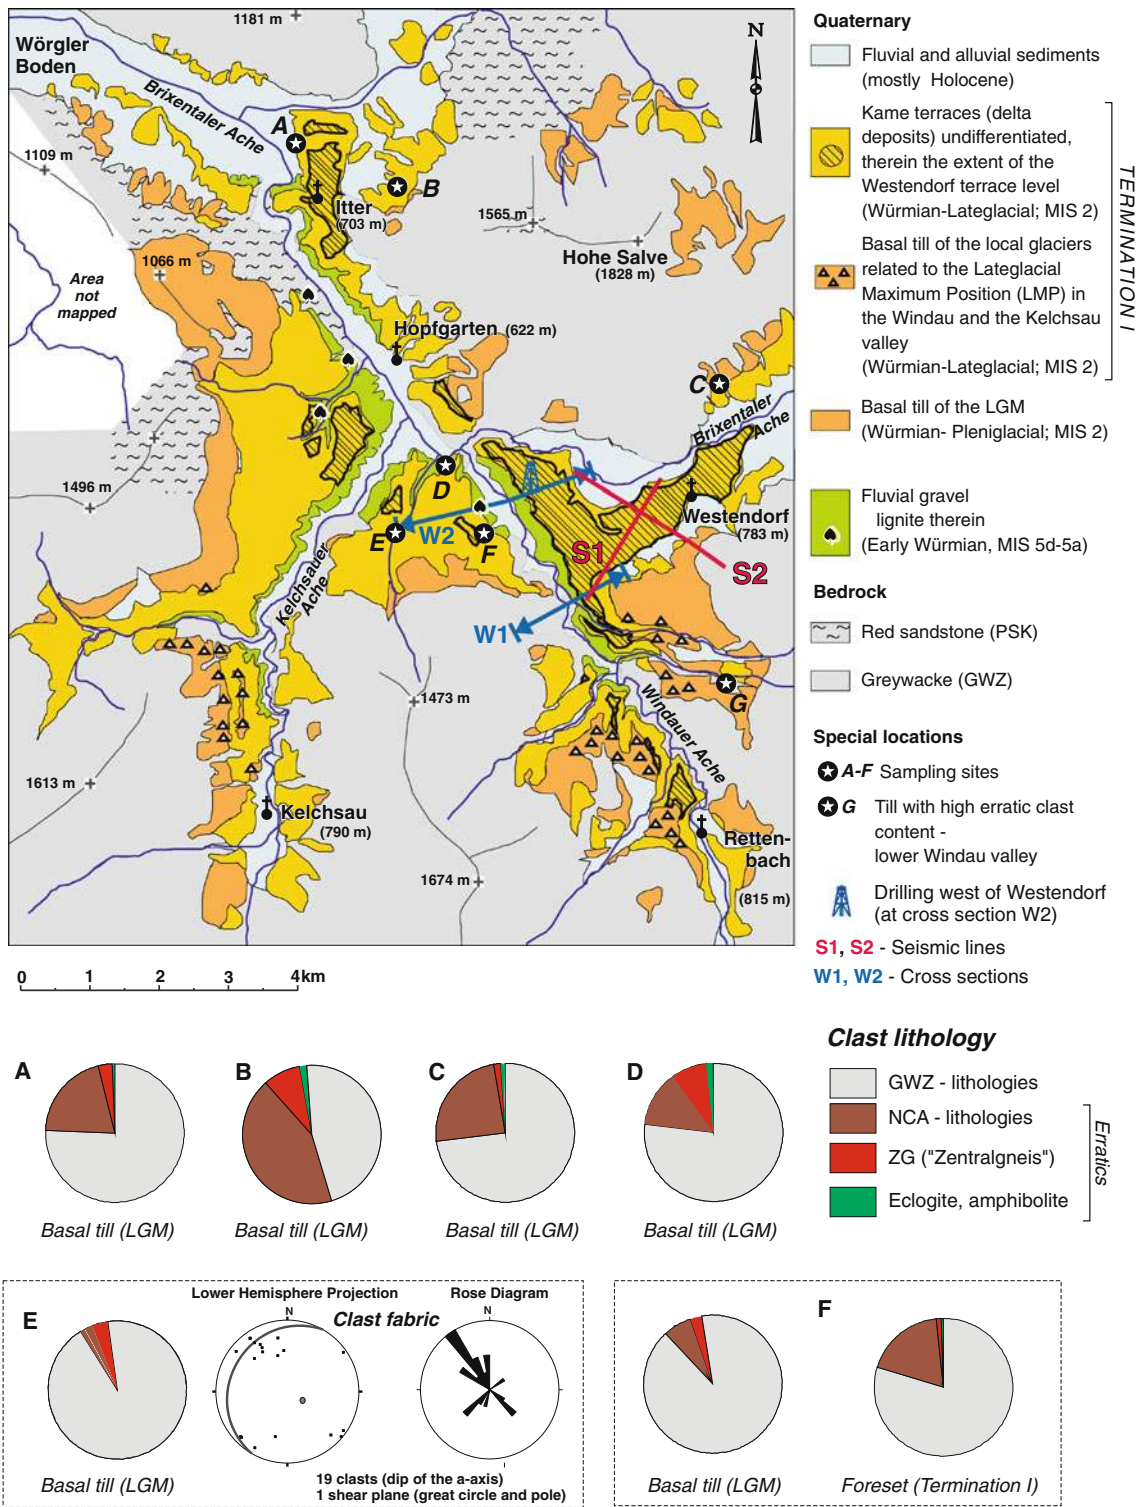 1181 m
Wörgler
Boden
Brixentaler Ache
N
A
B
1109 m
Itter
(703 m)
1565 m
Hohe Salve
(1828 m)
1066 m
Area
not
mapped
Hopfgarten (622 m)
C
Brixentaler
Ache
1496 m
D
Westendorf
(783 m)
E
W2
F
S1
S2
Kelchsauer
Ache
W1
1473 m
G
Windauer Ache
1613 m
Kelchsau
(790 m)
Retten-
bach
1674 m
(815 m)
0 1 2 3 4km
Quaternary
Fluvial and alluvial sediments
(mostly Holocene)
Kame terraces (delta
deposits) undifferentiated,
therein the extent of the
Westendorf terrace level
(Würmian-Lateglacial; MIS 2)
Basal till of the local glaciers
related to the Lateglacial
Maximum Position (LMP) in
the Windau and the Kelchsau
valley
(Würmian-Lateglacial; MIS 2)
TERMINATION I
Basal till of the LGM
(Würmian- Pleniglacial; MIS 2)
Fluvial gravel
lignite therein
(Early Würmian, MIS 5d-5a)
Bedrock
Red sandstone (PSK)
Greywacke (GWZ)
Special locations
A-F Sampling sites
G Till with high erratic clast
content -
lower Windau valley
Drilling west of Westendorf
(at cross section W2)
S1, S2 - Seismic lines
W1, W2 - Cross sections
Clast lithology
GWZ - lithologies
NCA - lithologies
ZG ("Zentralgneis")
Eclogite, amphibolite
Erratics
A
Basal till (LGM)
B
Basal till (LGM)
C
Basal till (LGM)
D
Basal till (LGM)
E
Basal till (LGM)
Lower Hemisphere Projection
N
Clast fabric
Rose Diagram
N
19 clasts (dip of the a-axis)
1 shear plane (great circle and pole)
Basal till (LGM)
F
Foreset (Termination I)